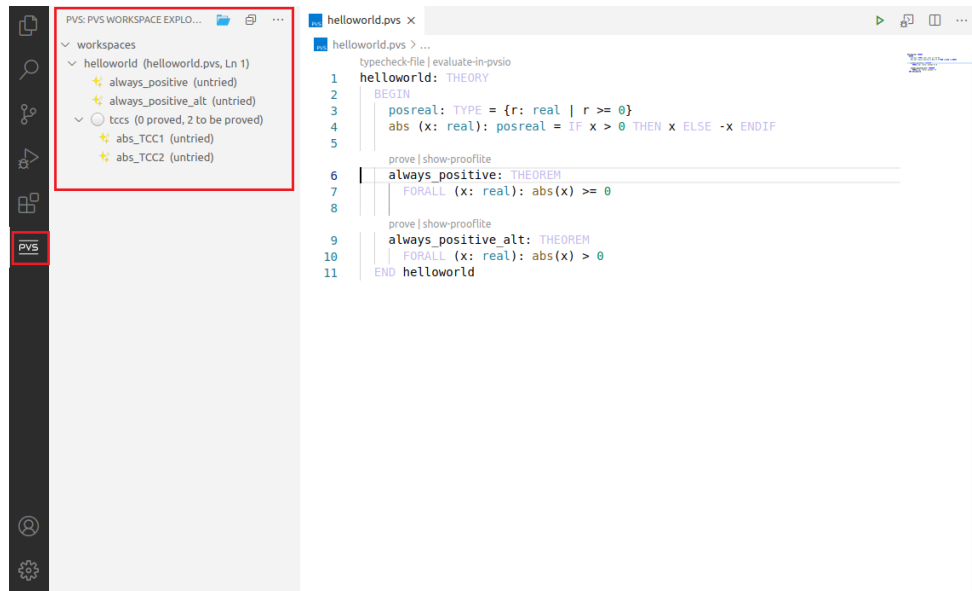 PVS: PVS WORKSPACE EXPLO...
workspaces
helloworld (helloworld.pvs, Ln 1)
always_positive (untried)
always_positive_alt (untried)
tccs (0 proved, 2 to be proved)
abs_TCC1 (untried)
abs_TCC2 (untried)
PVS
PVS helloworld.pvs
PVS helloworld.pvs > ...
typecheck-file | evaluate-in-pvsio
1 helloworld: THEORY
2 BEGIN
3 posreal: TYPE = {r: real | r >= 0}
4 abs (x: real): posreal = IF x > 0 THEN x ELSE -x ENDIF
5
prove | show-prooflite
6 always_positive: THEOREM
7 FORALL (x: real): abs(x) >= 0
8
prove | show-prooflite
9 always_positive_alt: THEOREM
10 FORALL (x: real): abs(x) > 0
11 END helloworld